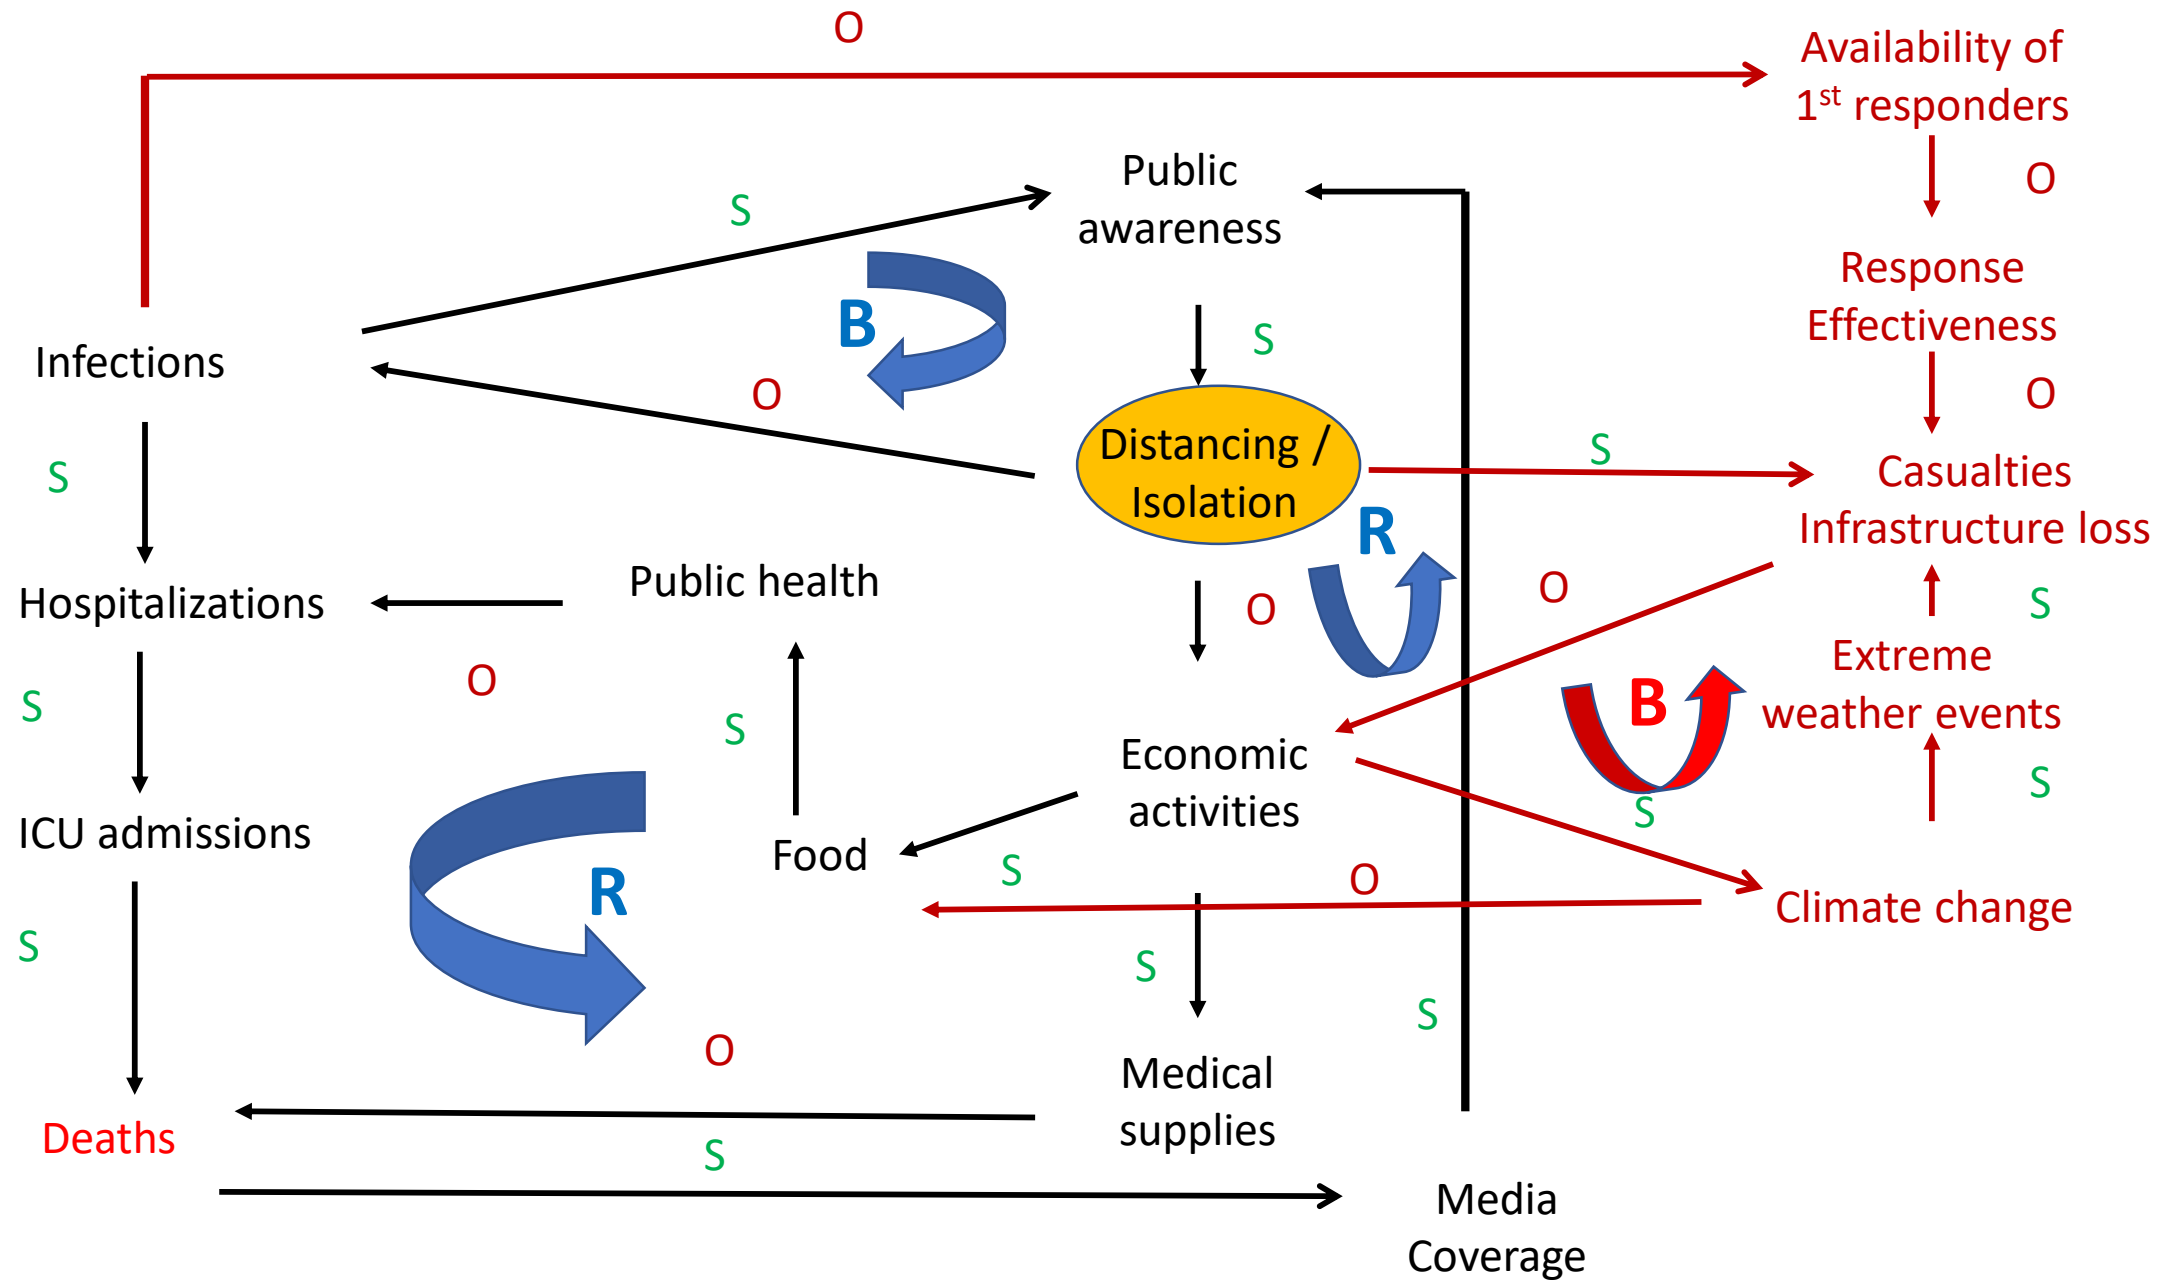 O
Availability of
1st responders
O
Public
awareness
S
Response
Effectiveness
B
S
Infections
O
O
Distancing /
Isolation
S
Casualties
Infrastructure loss
S
R
Public health
O
O
S
Hospitalizations
O
S
Extreme
weather events
B
S
S
Economic
activities
S
S
ICU admissions
Food
S
O
Climate change
R
S
S
S
O
Medical
supplies
Deaths
S
Media
Coverage